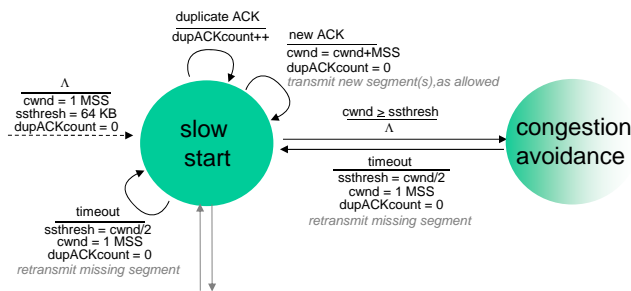 duplicate ACK
dupACKcount++
new ACK
cwnd = cwnd+MSS
dupACKcount = 0
transmit new segment(s),as allowed
Λ
cwnd = 1 MSS
ssthresh = 64 KB
dupACKcount = 0
slow
start
cwnd ≥ ssthresh
Λ
congestion
avoidance
timeout
ssthresh = cwnd/2
cwnd = 1 MSS
dupACKcount = 0
retransmit missing segment
timeout
ssthresh = cwnd/2
cwnd = 1 MSS
dupACKcount = 0
retransmit missing segment